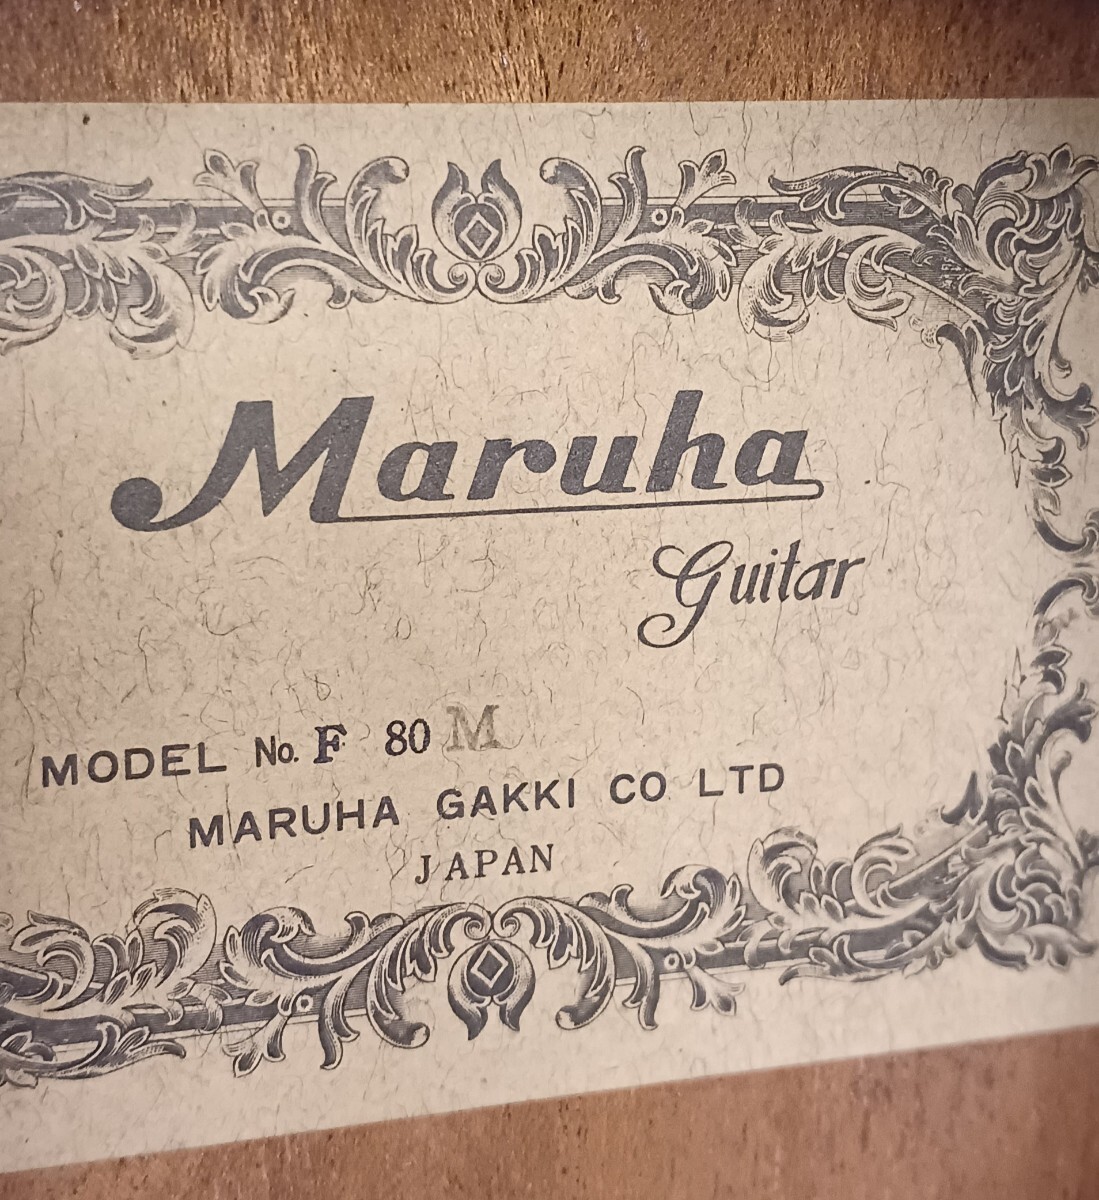 Maruha
Guitar
MODEL No. F 80 M
MARUHA GAKKI CO LTD
JAPAN